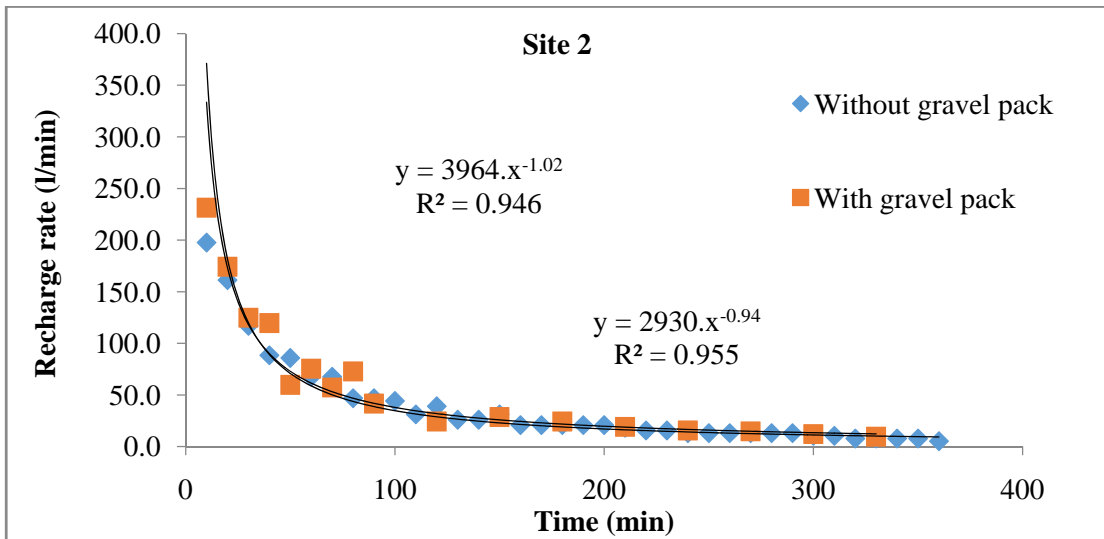 Site 2
400.0
350.0
300.0
250.0
200.0
150.0
100.0
50.0
0.0
Recharge rate (l/min)
Without gravel pack
With gravel pack
y = 3964.x-1.02
R² = 0.946
y = 2930.x-0.94
R² = 0.955
0
100
200
300
400
Time (min)